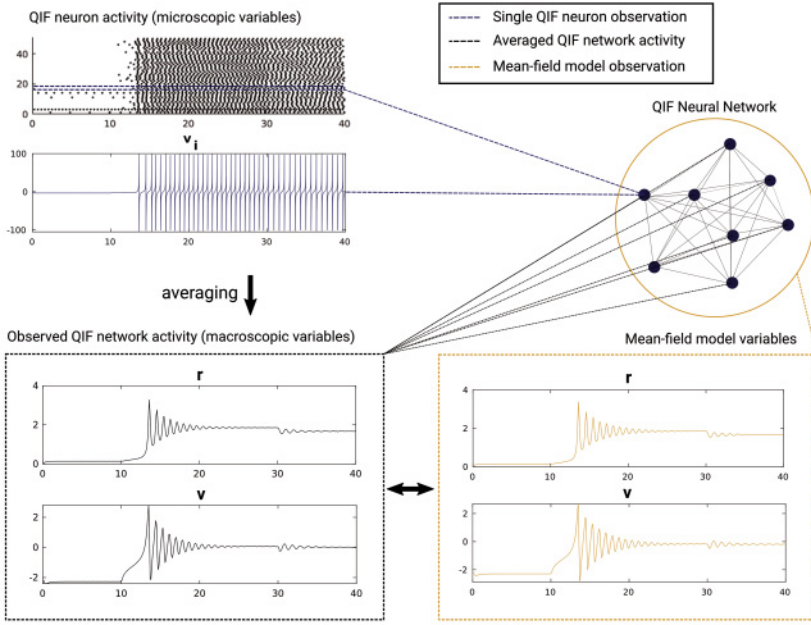 QIF neuron activity (microscopic variables)
40
20
0
0 10 20 30 40
v_i
100
0
-100
0 10 20 30 40
Single QIF neuron observation
Averaged QIF network activity
Mean-field model observation
QIF Neural Network
averaging
Observed QIF network activity (macroscopic variables)
r
4
2
0
0 10 20 30 40
v
2
0
-2
0 10 20 30 40
Mean-field model variables
r
4
2
0
0 10 20 30 40
v
2
0
-2
0 10 20 30 40